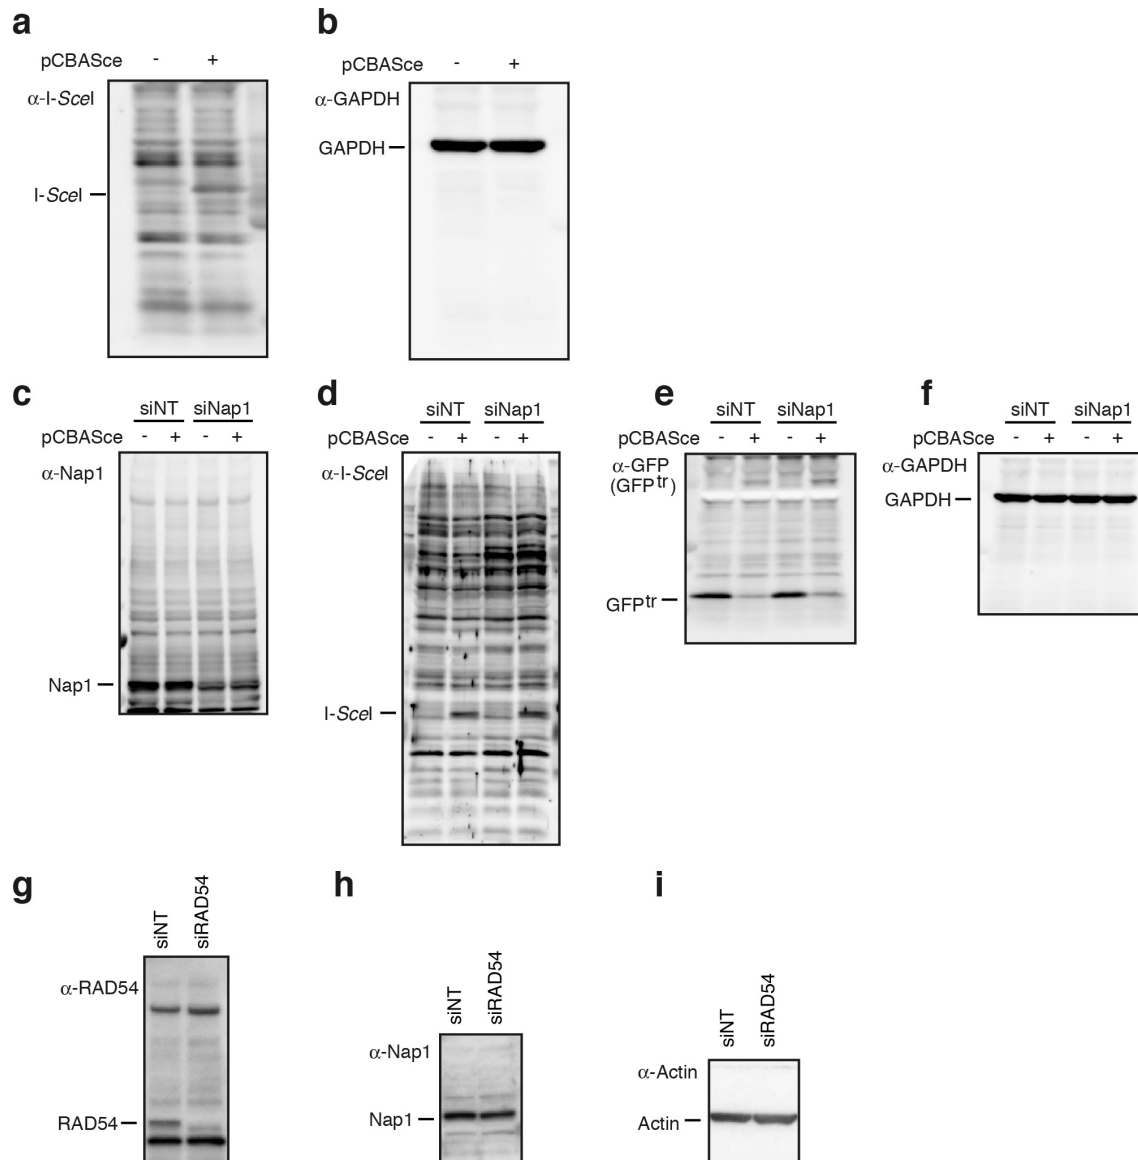 a
pCBASce - +
α-I-SceI
I-SceI
b
pCBASce - +
α-GAPDH
GAPDH
c
siNT siNap1
pCBASce - + - +
α-Nap1
Nap1
d
siNT siNap1
pCBASce - + - +
α-I-SceI
I-SceI
e
siNT siNap1
pCBASce - + - +
α-GFP
(GFPtr)
GFPtr
f
siNT siNap1
pCBASce - + - +
α-GAPDH
GAPDH
g
siNT siRAD54
α-RAD54
RAD54
h
siNT siRAD54
α-Nap1
Nap1
i
siNT siRAD54
α-Actin
Actin